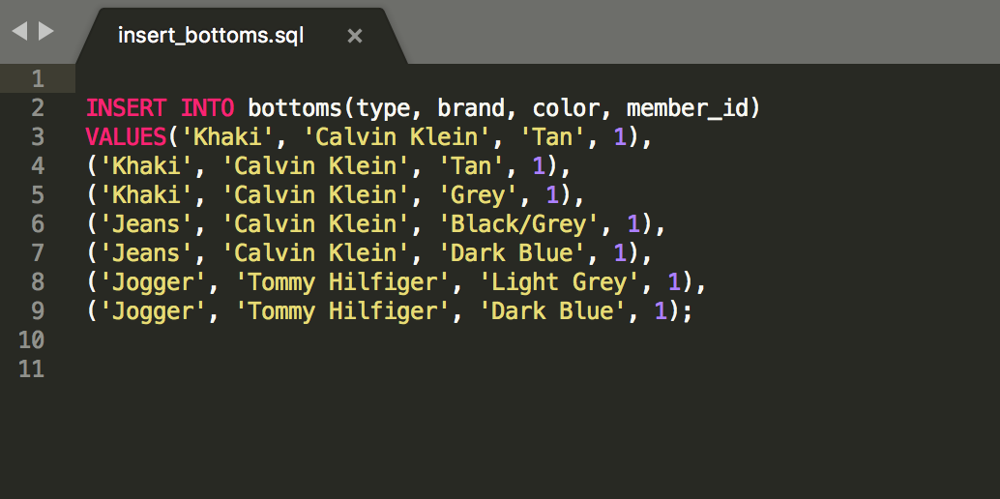 insert_bottoms.sql ×
1
2 INSERT INTO bottoms(type, brand, color, member_id)
3 VALUES('Khaki', 'Calvin Klein', 'Tan', 1),
4 ('Khaki', 'Calvin Klein', 'Tan', 1),
5 ('Khaki', 'Calvin Klein', 'Grey', 1),
6 ('Jeans', 'Calvin Klein', 'Black/Grey', 1),
7 ('Jeans', 'Calvin Klein', 'Dark Blue', 1),
8 ('Jogger', 'Tommy Hilfiger', 'Light Grey', 1),
9 ('Jogger', 'Tommy Hilfiger', 'Dark Blue', 1);
10
11